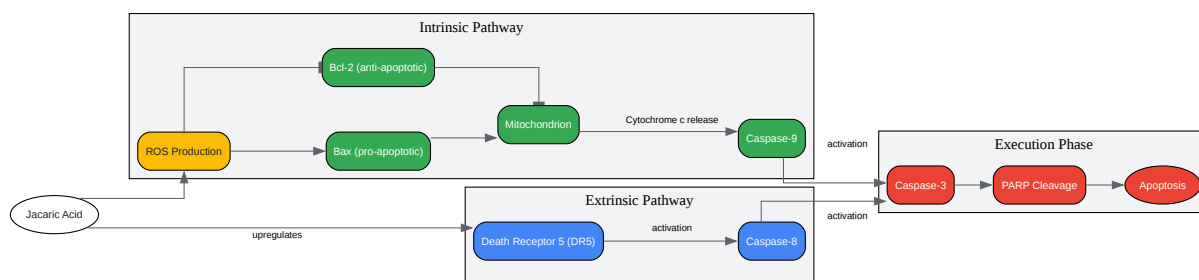 Intrinsic Pathway
Bcl-2 (anti-apoptotic)
Mitochondrion
Cytochrome c release
ROS Production
Bax (pro-apoptotic)
Caspase-9
activation
Execution Phase
Caspase-3
PARP Cleavage
Apoptosis
Jacaric Acid
upregulates
Extrinsic Pathway
Death Receptor 5 (DR5)
activation
Caspase-8
activation